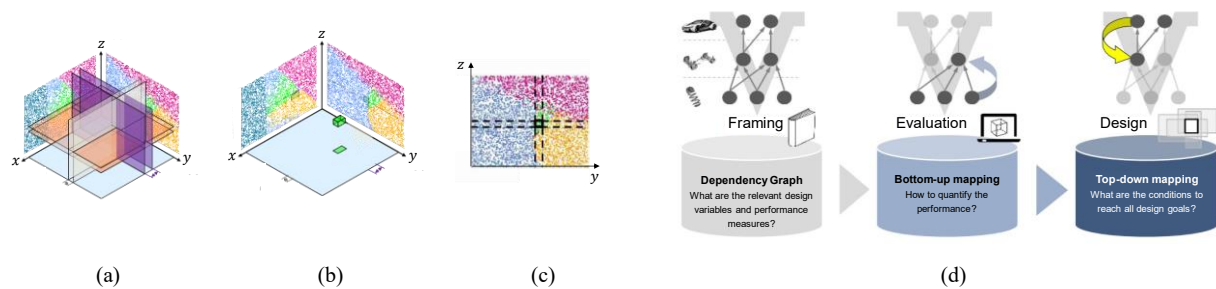 z
x
y
(a)
z
x
y
(b)
z
y
(c)
Framing
Dependency Graph
What are the relevant design
variables and performance
measures?
Evaluation
Bottom-up mapping
How to quantify the
performance?
Design
Top-down mapping
What are the conditions to
reach all design goals?
(d)